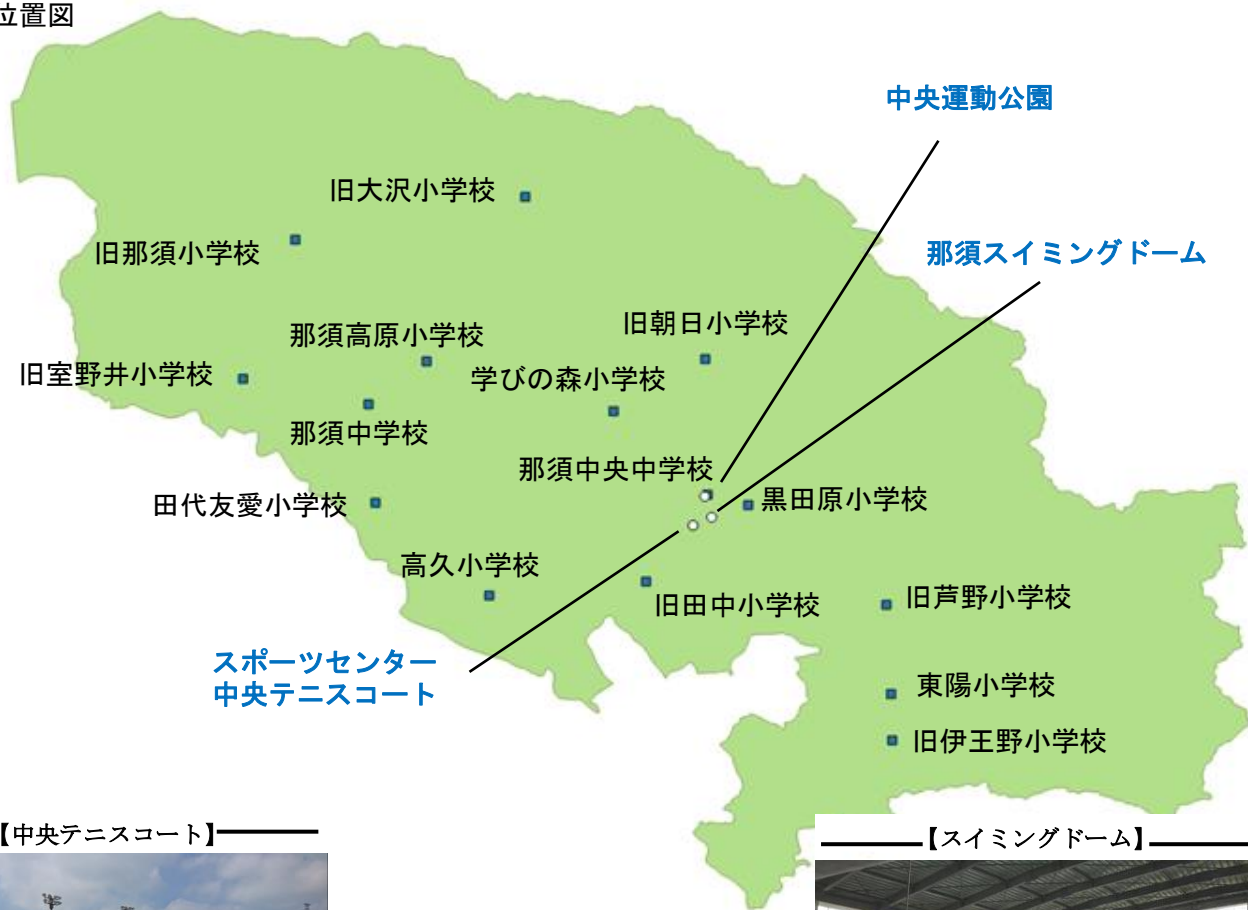 位置図
中央運動公園
旧大沢小学校
旧那須小学校
那須スイミングドーム
那須高原小学校
旧朝日小学校
旧室野井小学校
学びの森小学校
那須中学校
那須中央中学校
田代友愛小学校
黒田原小学校
高久小学校
旧田中小学校
旧芦野小学校
スポーツセンター
中央テニスコート
東陽小学校
旧伊王野小学校
【中央テニスコート】
【スイミングドーム】